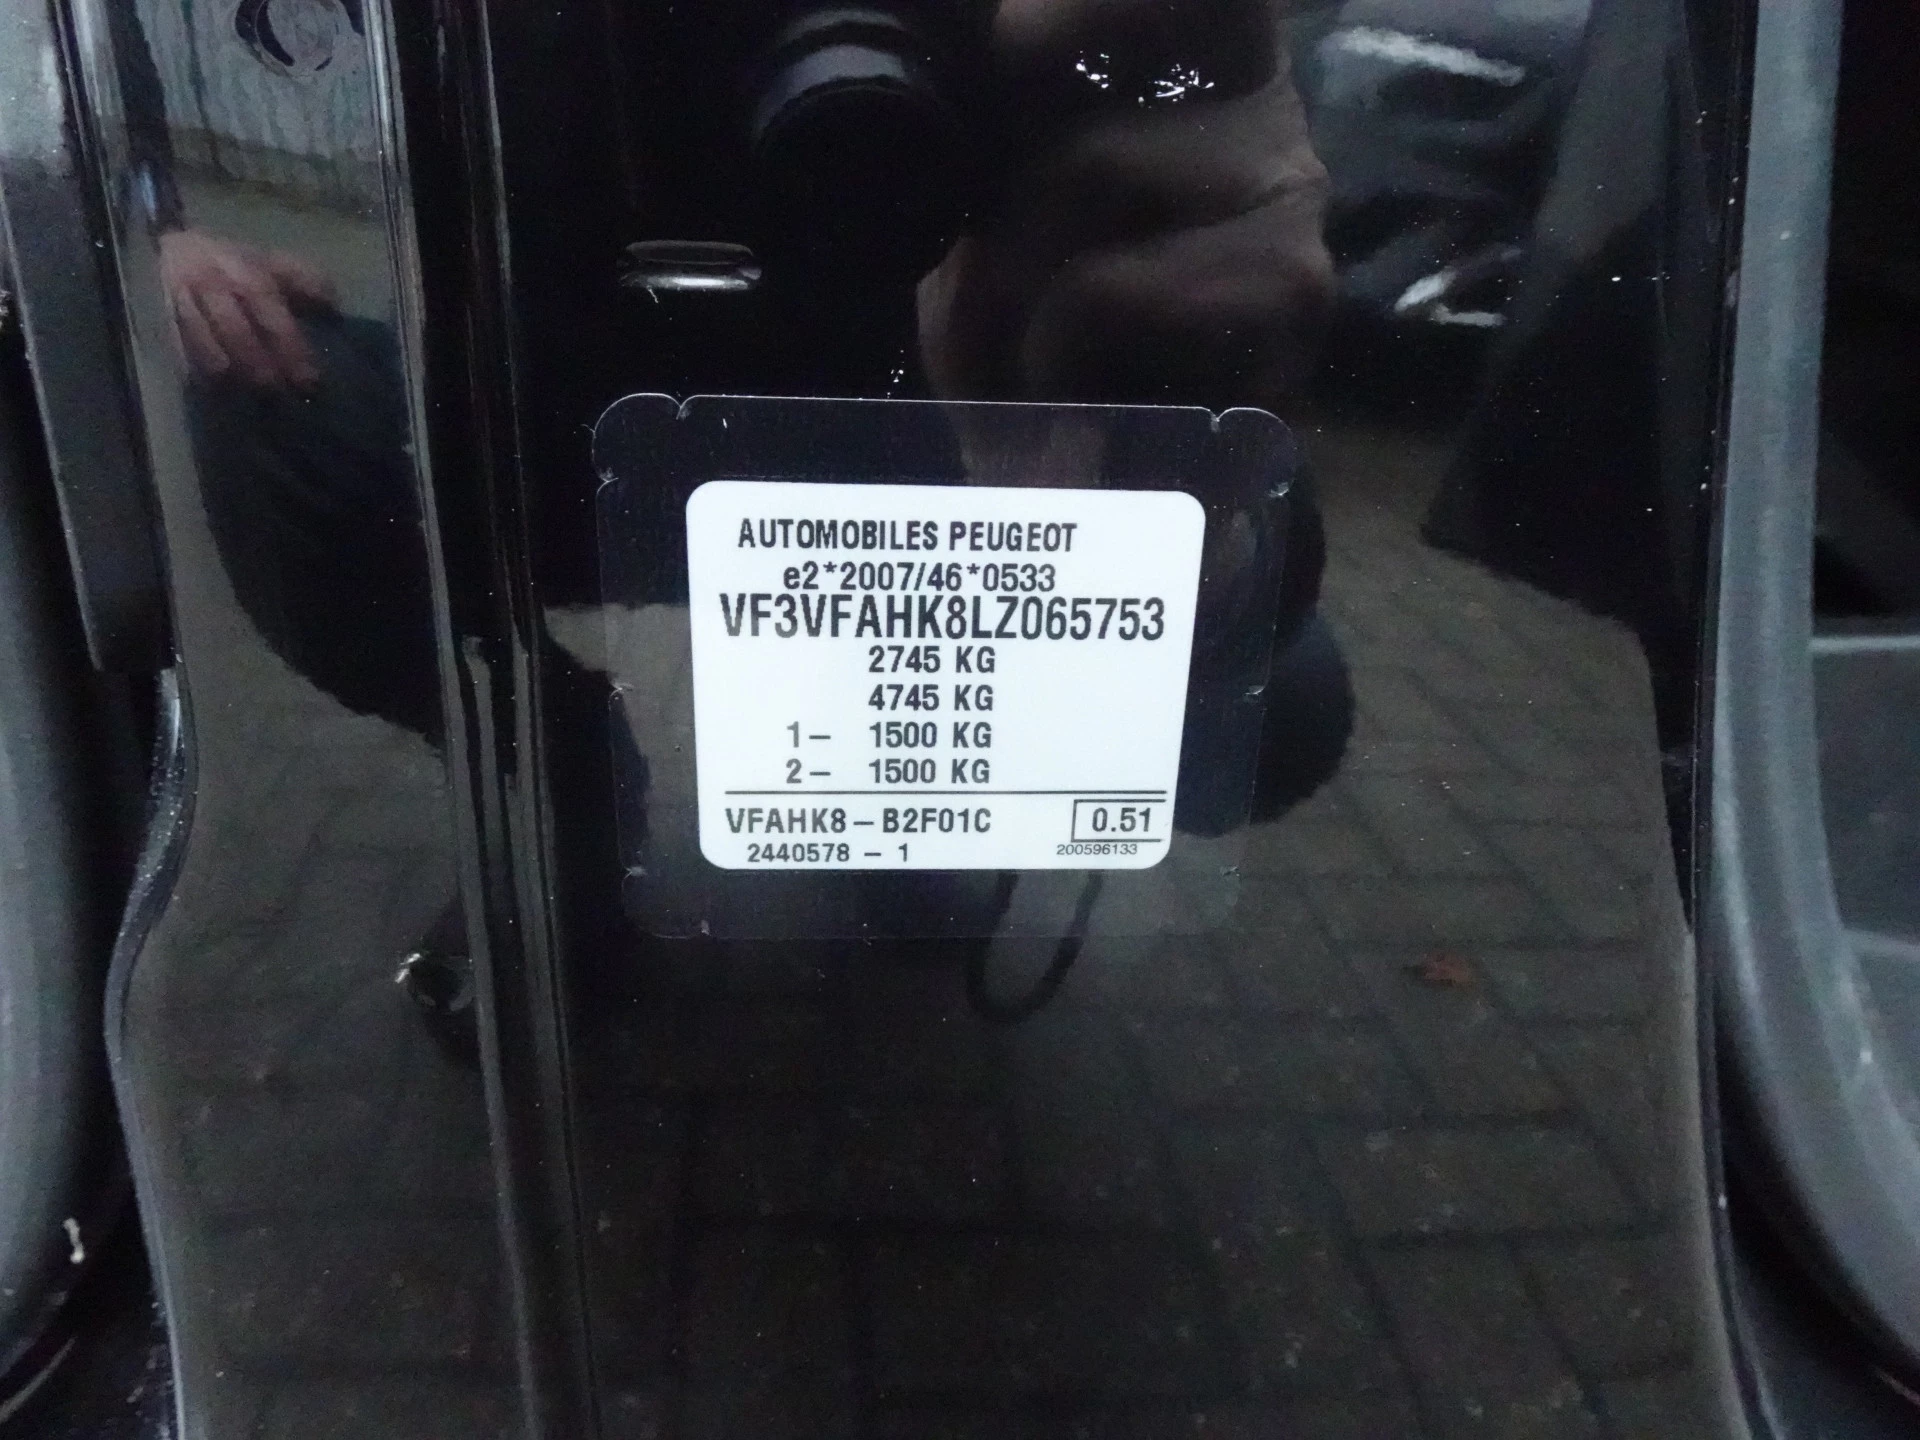 AUTOMOBILES PEUGEOT
e2*2007/46*0533
VF3VFAHK8LZ065753
2745 KG
4745 KG
1– 1500 KG
2– 1500 KG
VFAHK8–B2F01C 0.51
2440578 – 1 200596133